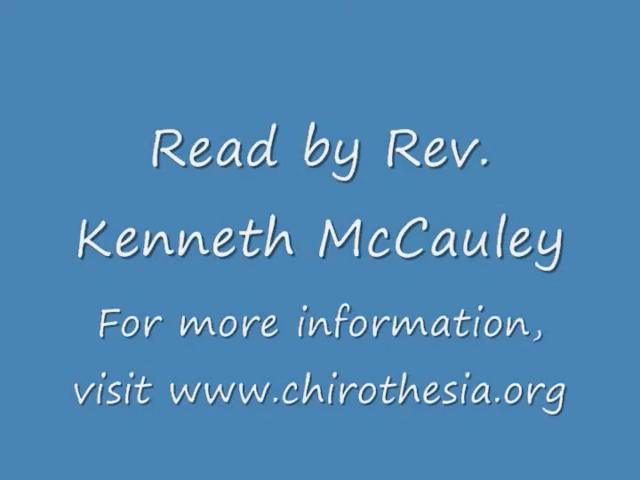 Read by Rev.
Kenneth McCauley
For more information,
visit www.chirothesia.org